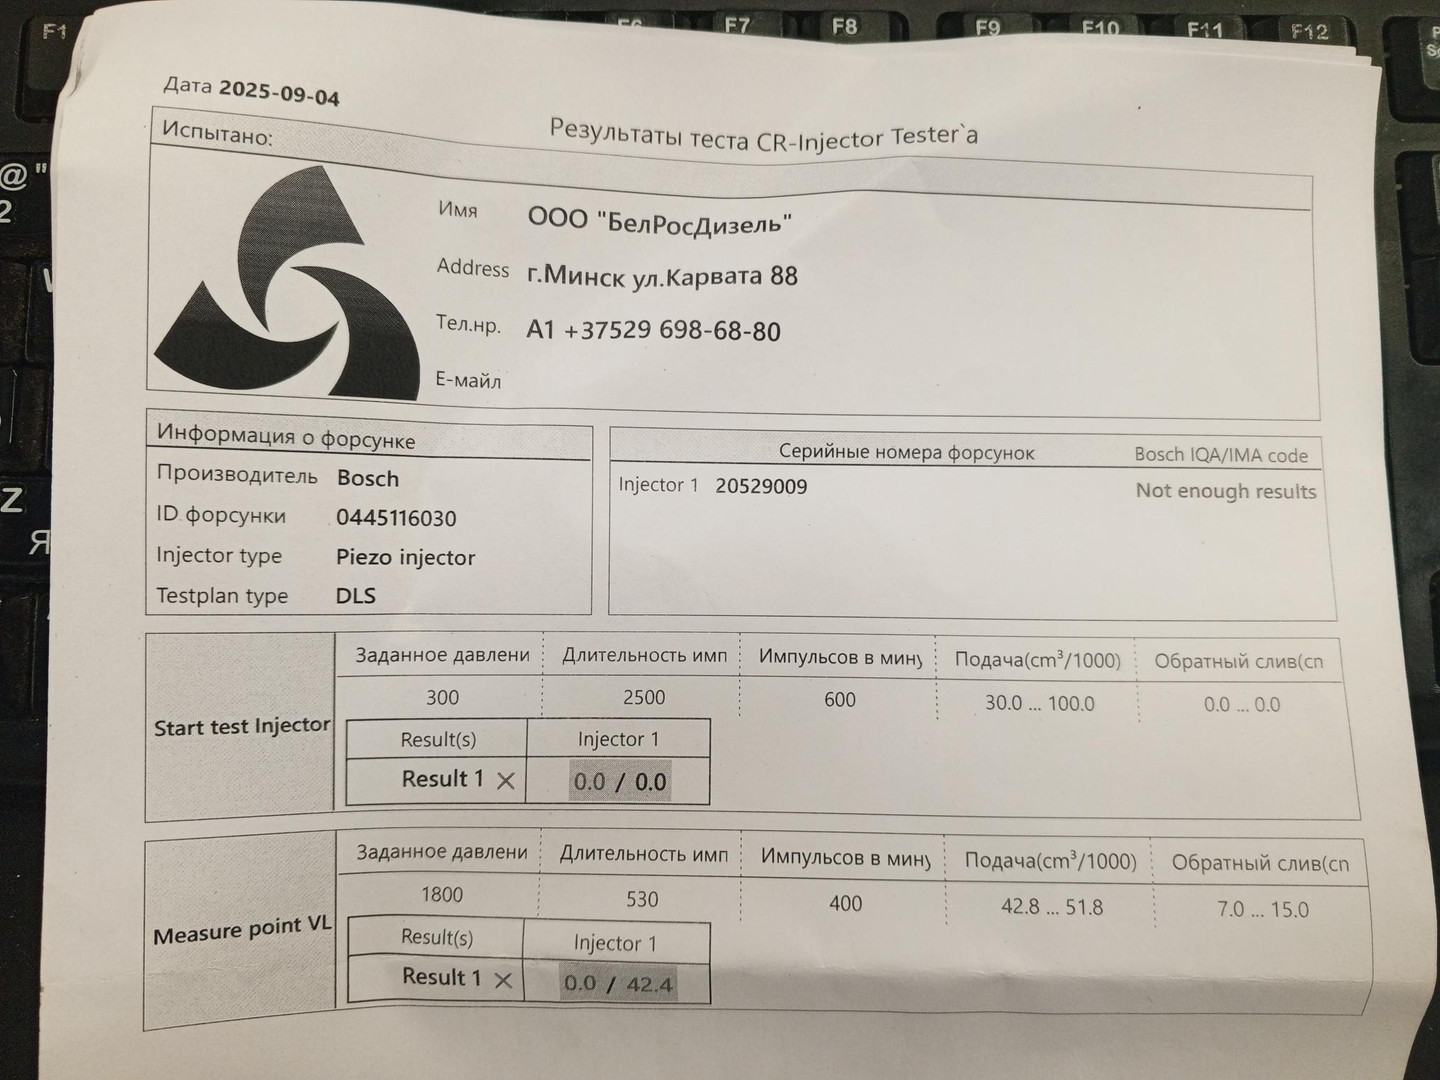 F1 F6 F7 F8 F9 F10 F11 F12
@ "
2
Z
Я
Дата 2025-09-04
Результаты теста CR-Injector Tester`а
Испытано:
Имя ООО "БелРосДизель"
Address г.Минск ул.Карвата 88
Тел.нр. А1 +37529 698-68-80
Е-майл
Информация о форсунке
Производитель Bosch
ID форсунки 0445116030
Injector type Piezo injector
Testplan type DLS
Серийные номера форсунок Bosch IQA/IMA code
Injector 1 20529009 Not enough results
Start test Injector
Заданное давлени Длительность имп Импульсов в мину Подача(cm³/1000) Обратный слив(сп
300 2500 600 30.0 ... 100.0 0.0 ... 0.0
Result(s) Injector 1
Result 1 × 0.0 / 0.0
Measure point VL
Заданное давлени Длительность имп Импульсов в мину Подача(cm³/1000) Обратный слив(сп
1800 530 400 42.8 ... 51.8 7.0 ... 15.0
Result(s) Injector 1
Result 1 × 0.0 / 42.4